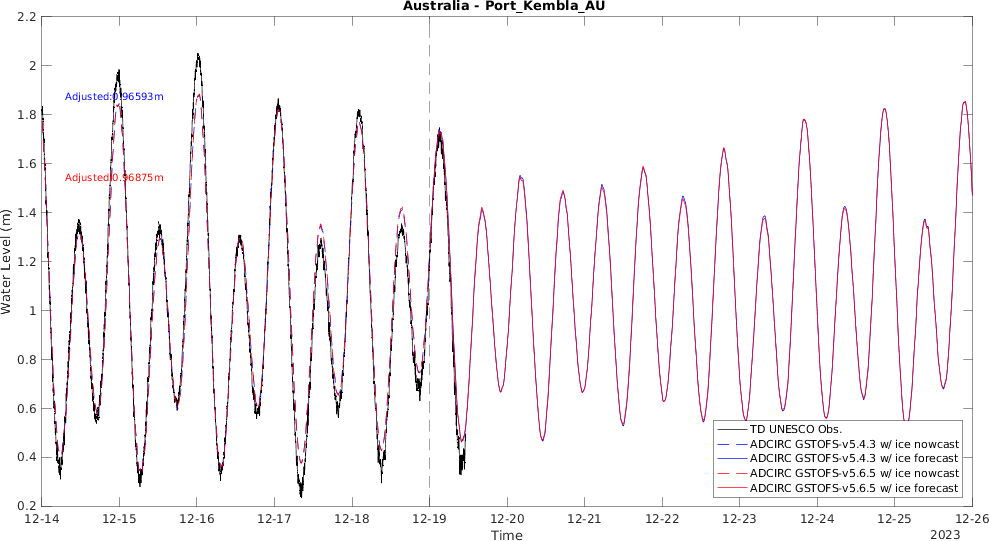 Australia - Port_Kembla_AU
2.2
2
1.8
1.6
1.4
1.2
1
0.8
0.6
0.4
0.2
Water Level (m)
Adjusted:0.96593m
Adjusted:0.96875m
TD UNESCO Obs.
ADCIRC GSTOFS-v5.4.3 w/ ice nowcast
ADCIRC GSTOFS-v5.4.3 w/ ice forecast
ADCIRC GSTOFS-v5.6.5 w/ ice nowcast
ADCIRC GSTOFS-v5.6.5 w/ ice forecast
12-14 12-15 12-16 12-17 12-18 12-19 12-20 12-21 12-22 12-23 12-24 12-25 12-26
Time
2023